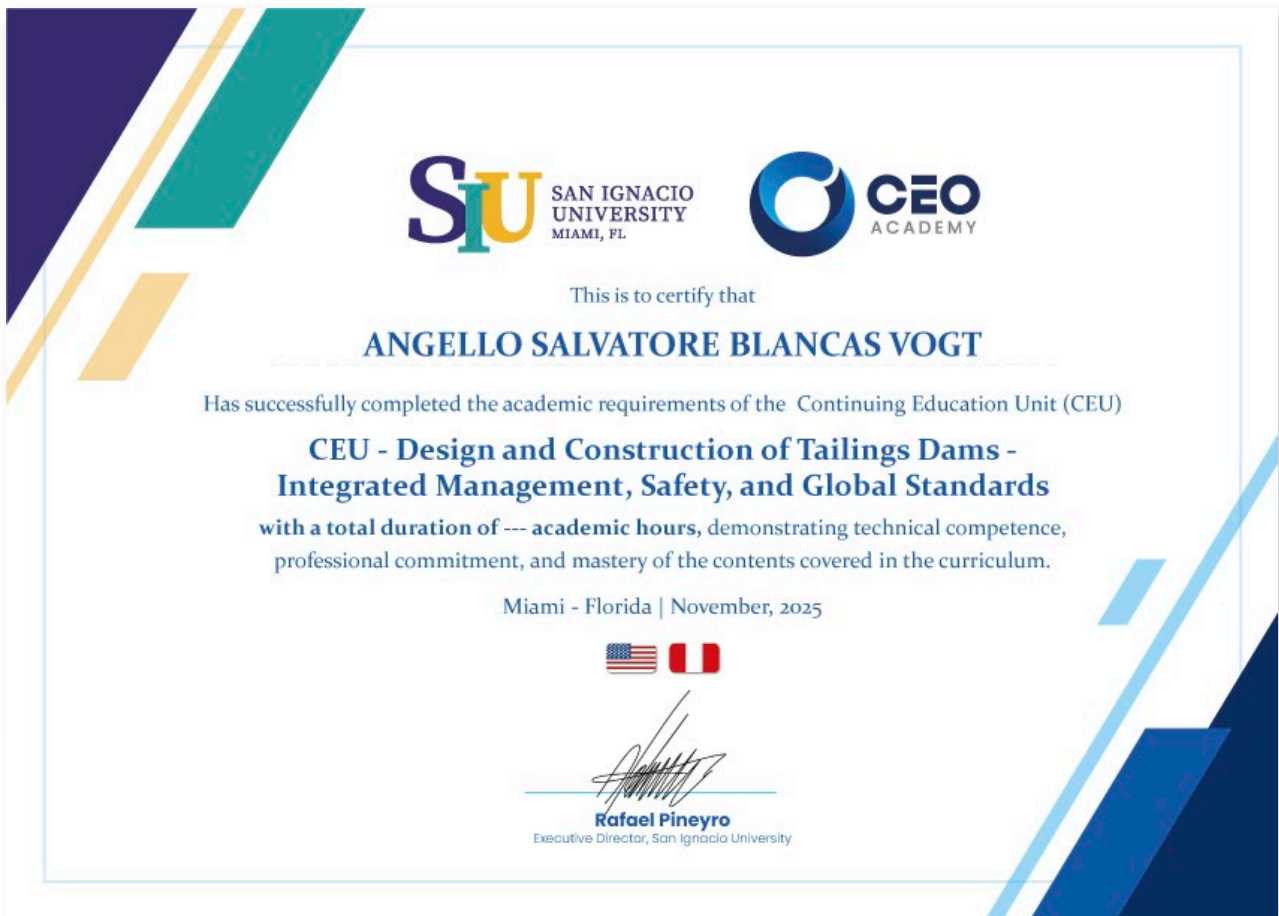 SIU SAN IGNACIO
UNIVERSITY
MIAMI, FL
CEO
ACADEMY
This is to certify that
ANGELLO SALVATORE BLANCAS VOGT
Has successfully completed the academic requirements of the Continuing Education Unit (CEU)
CEU - Design and Construction of Tailings Dams -
Integrated Management, Safety, and Global Standards
with a total duration of --- academic hours, demonstrating technical competence,
professional commitment, and mastery of the contents covered in the curriculum.
Miami - Florida | November, 2025
Rafael Pineyro
Executive Director, San Ignacio University